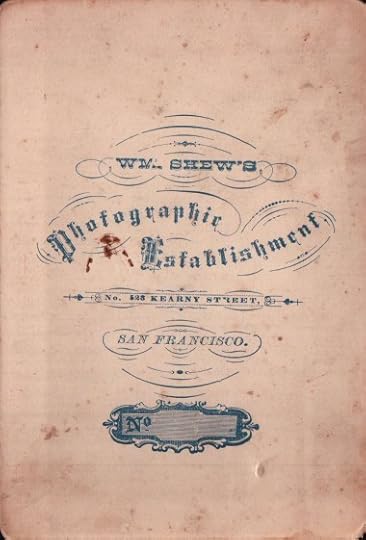 WM. SHEW'S
Photographic
Establishment,
No. 523 KEARNY STREET,
SAN FRANCISCO.
No